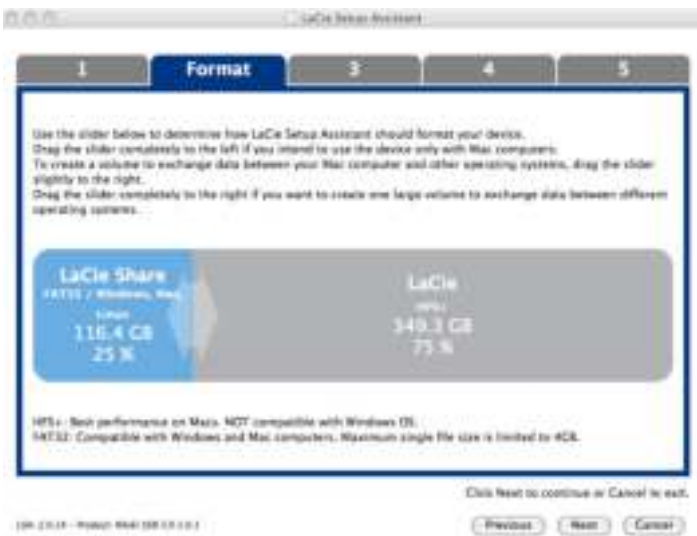 LaCie Setup Assistant
1 Format 3 4 5
Use the slider below to determine how LaCie Setup Assistant should format your device.
Drag the slider completely to the left if you intend to use the device only with Mac computers.
To create a volume to exchange data between your Mac computer and other operating systems, drag the slider
slightly to the right.
Drag the slider completely to the right if you want to create one large volume to exchange data between different
operating systems.
LaCie Share
FAT32 / Windows, Mac,
Linux
116.4 GB
25 %
LaCie
HFS+
349.3 GB
75 %
HFS+: Best performance on Macs. NOT compatible with Windows OS.
FAT32: Compatible with Windows and Mac computers. Maximum single file size is limited to 4GB.
Click Next to continue or Cancel to exit.
Previous Next Cancel